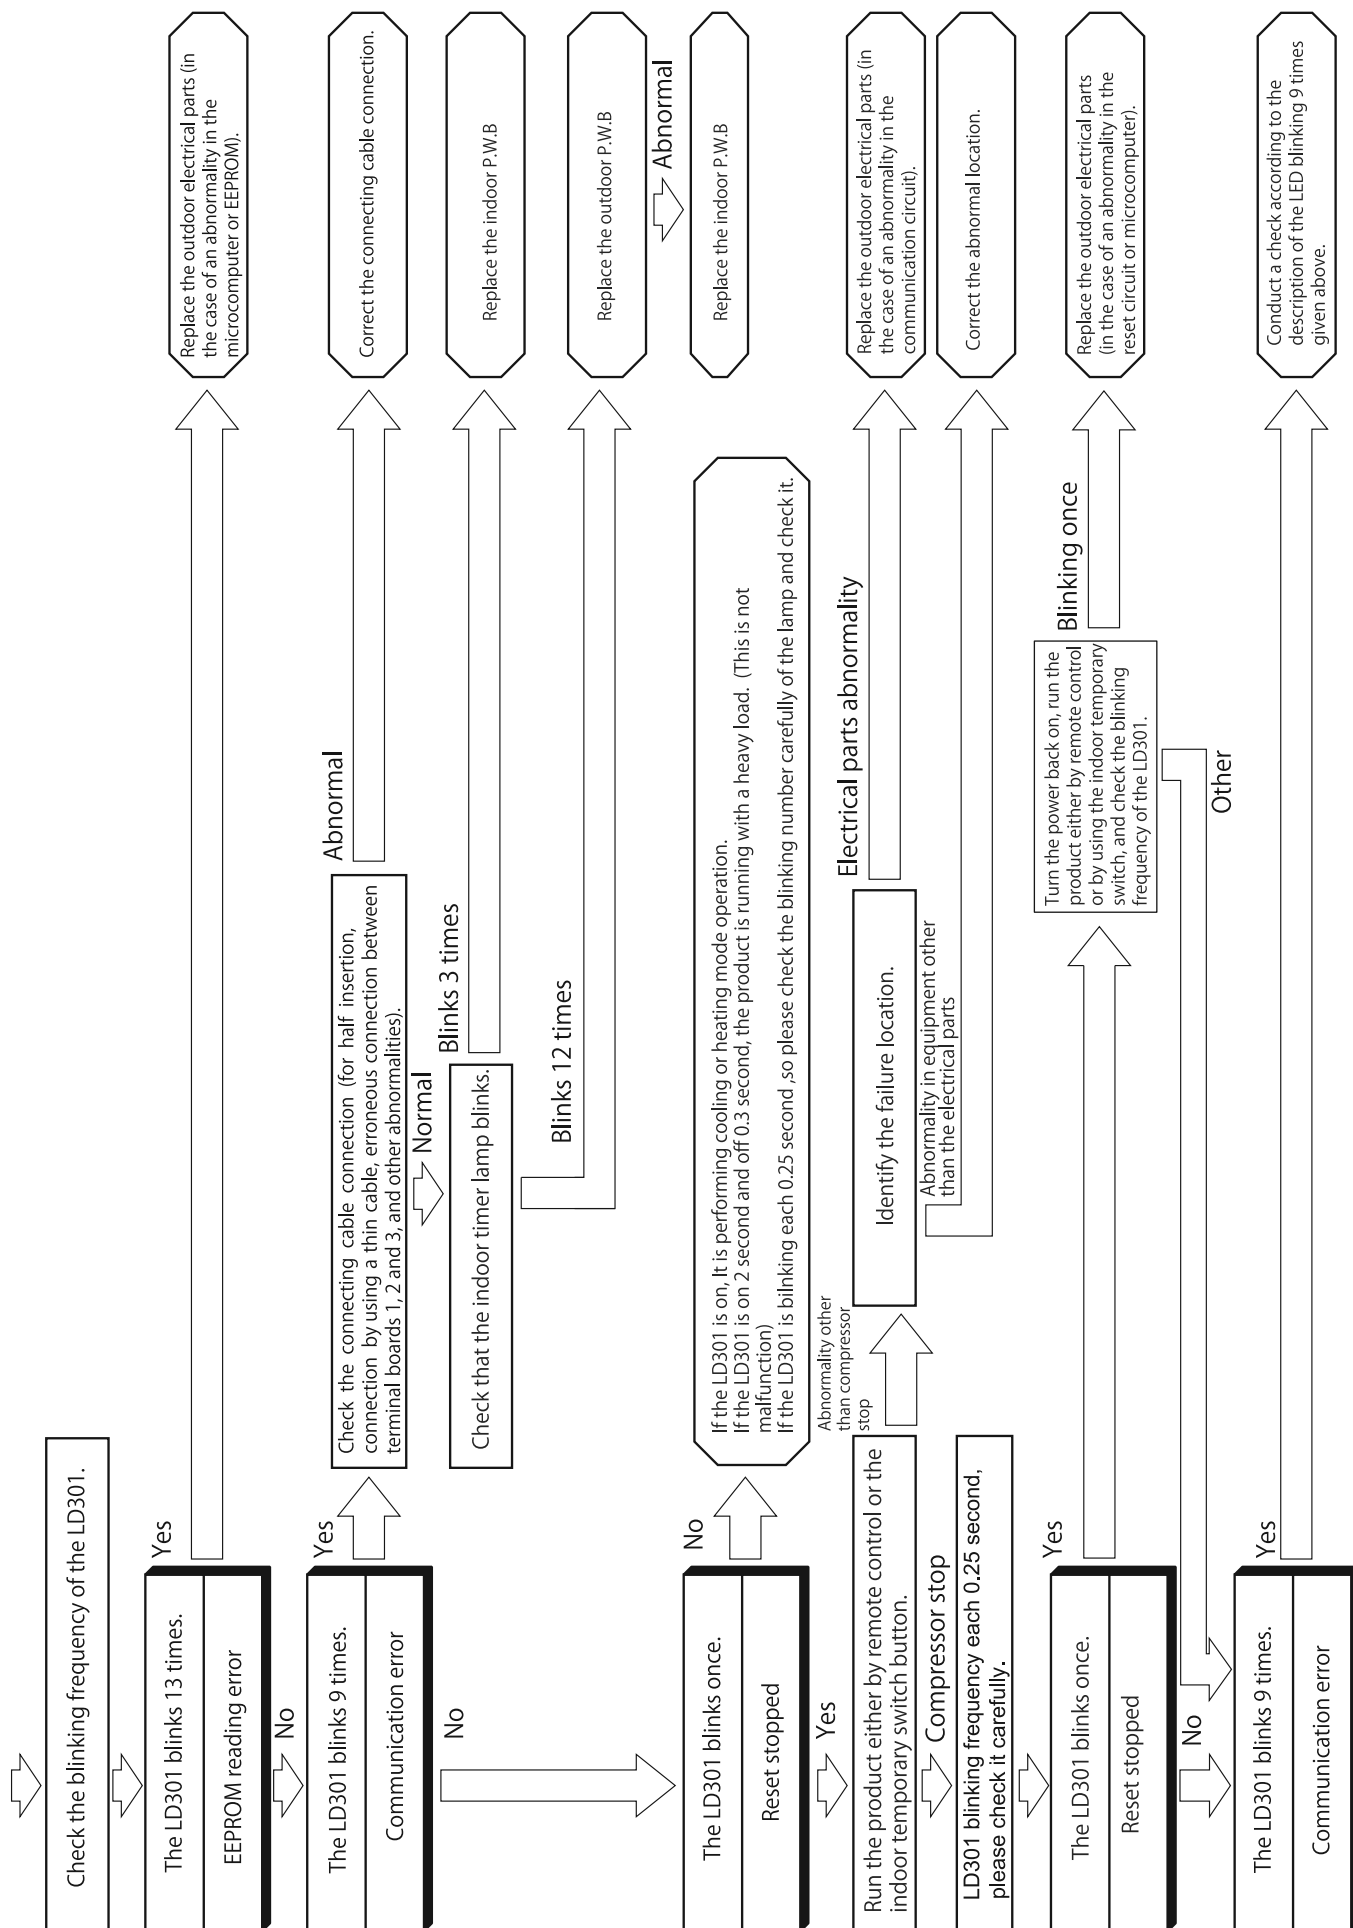 Check the blinking frequency of the LD301.
The LD301 blinks 13 times.
EEPROM reading error
Yes
Replace the outdoor electrical parts (in
the case of an abnormality in the
microcomputer or EEPROM).
No
The LD301 blinks 9 times.
Communication error
Yes
Check the connecting cable connection (for half insertion,
connection by using a thin cable, erroneous connection between
terminal boards 1, 2 and 3, and other abnormalities).
Abnormal
Correct the connecting cable connection.
Normal
Check that the indoor timer lamp blinks.
Blinks 3 times
Replace the indoor P.W.B
Blinks 12 times
Replace the outdoor P.W.B
Abnormal
Replace the indoor P.W.B
No
The LD301 blinks once.
Reset stopped
No
If the LD301 is on, It is performing cooling or heating mode operation.
If the LD301 is on 2 second and off 0.3 second, the product is running with a heavy load. (This is not
malfunction)
If the LD301 is bilnking each 0.25 second ,so please check the blinking number carefully of the lamp and check it.
Yes
Run the product either by remote control or the
indoor temporary switch button.
Abnormality other
than compressor
stop
Identify the failure location.
Electrical parts abnormality
Replace the outdoor electrical parts (in
the case of an abnormality in the
communication circuit).
Abnormality in equipment other
than the electrical parts
Correct the abnormal location.
Compressor stop
LD301 blinking frequency each 0.25 second,
please check it carefully.
The LD301 blinks once.
Reset stopped
Yes
Turn the power back on, run the
product either by remote control
or by using the indoor temporary
switch, and check the blinking
frequency of the LD301.
Blinking once
Replace the outdoor electrical parts
(in the case of an abnormality in the
reset circuit or microcomputer).
Other
No
The LD301 blinks 9 times.
Communication error
Yes
Conduct a check according to the
description of the LED blinking 9 times
given above.